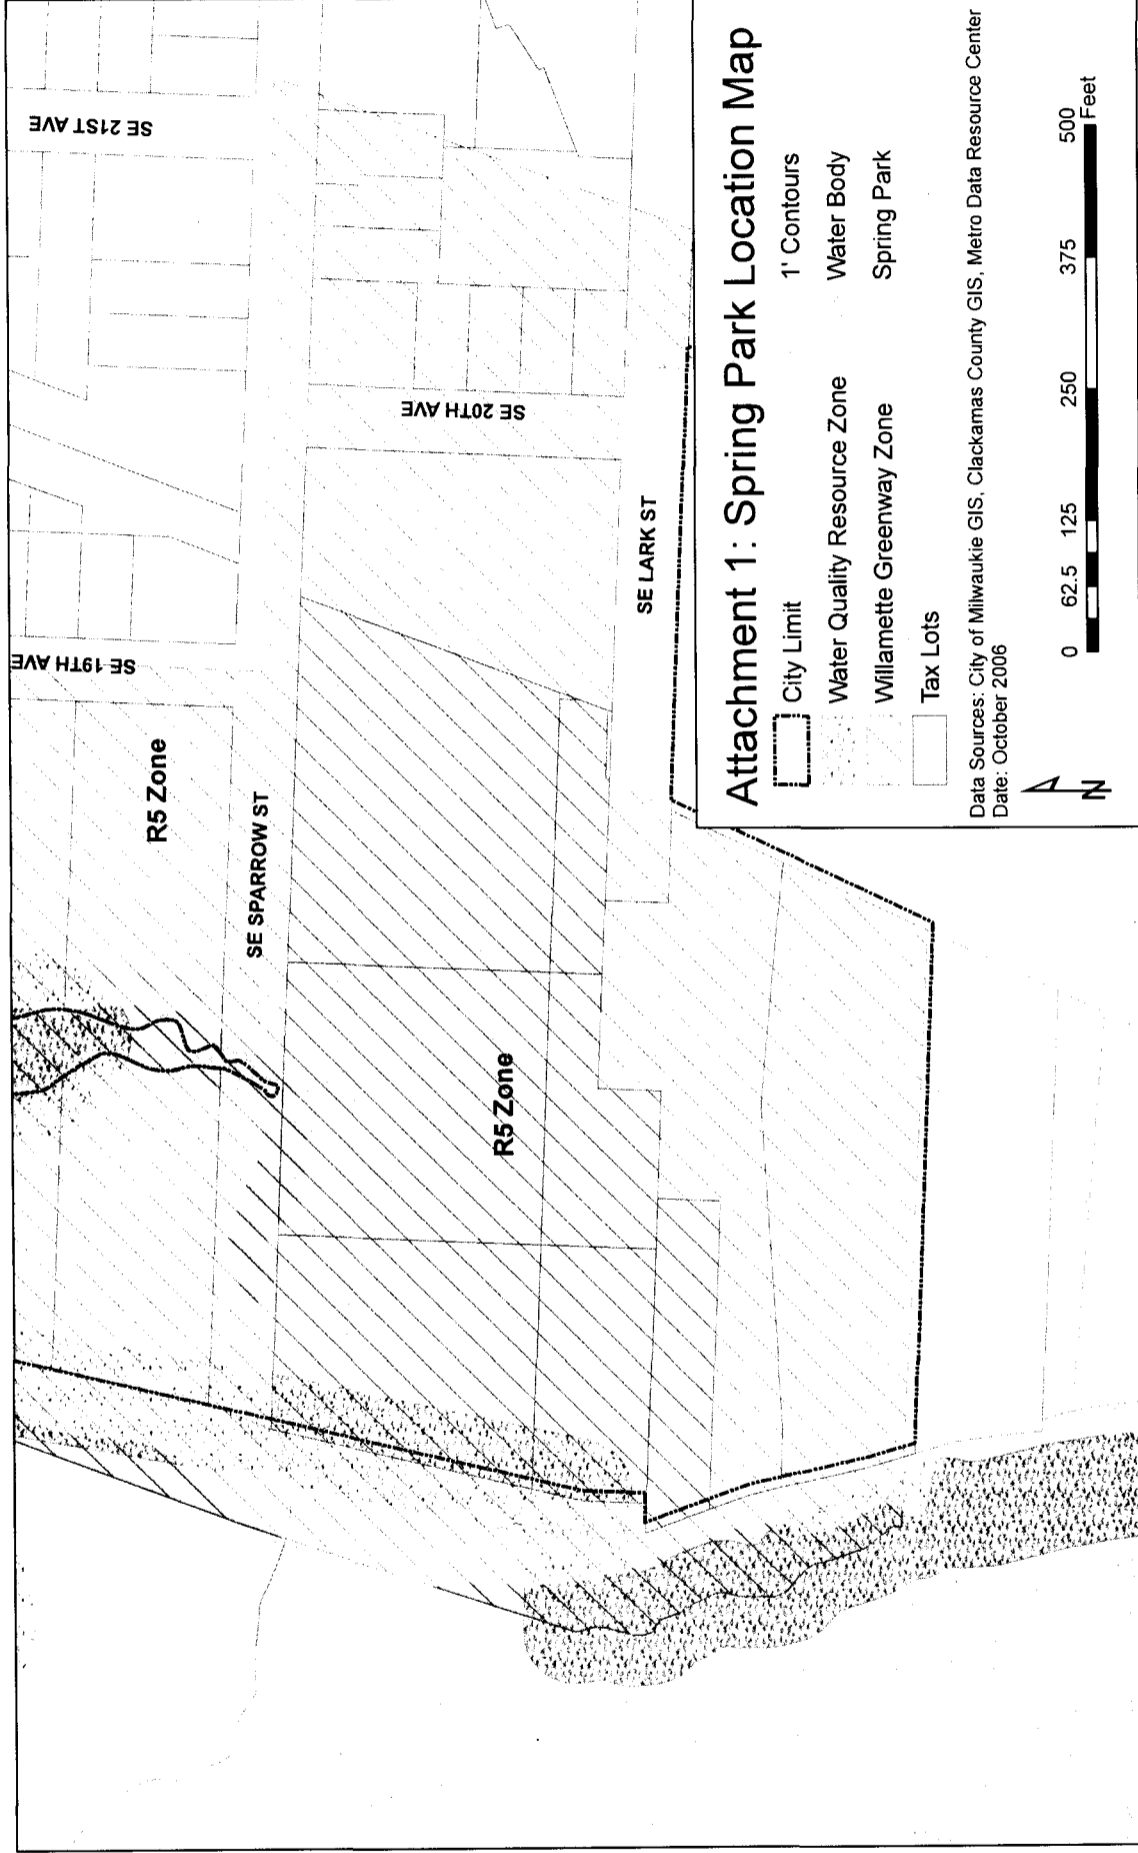 SE 19TH AVE
SE 21ST AVE
R5 Zone
SE SPARROW ST
SE 20TH AVE
R5 Zone
SE LARK ST
Attachment 1: Spring Park Location Map
City Limit
1' Contours
Water Quality Resource Zone
Water Body
Willamette Greenway Zone
Spring Park
Tax Lots
Data Sources: City of Milwaukie GIS, Clackamas County GIS, Metro Data Resource Center
Date: October 2006
N
0 62.5 125 250 375 500
Feet